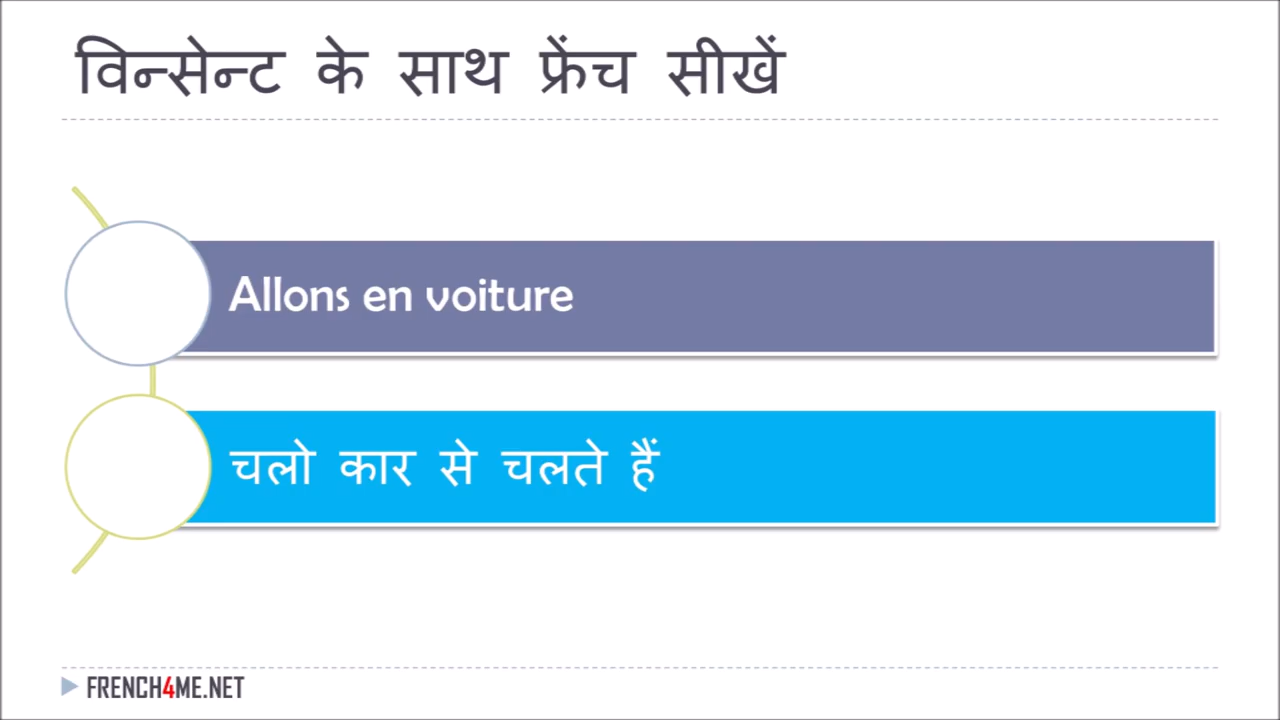 विन्सेन्ट के साथ फ्रेंच सीखें
Allons en voiture
चलो कार से चलते हैं
FRENCH4ME.NET